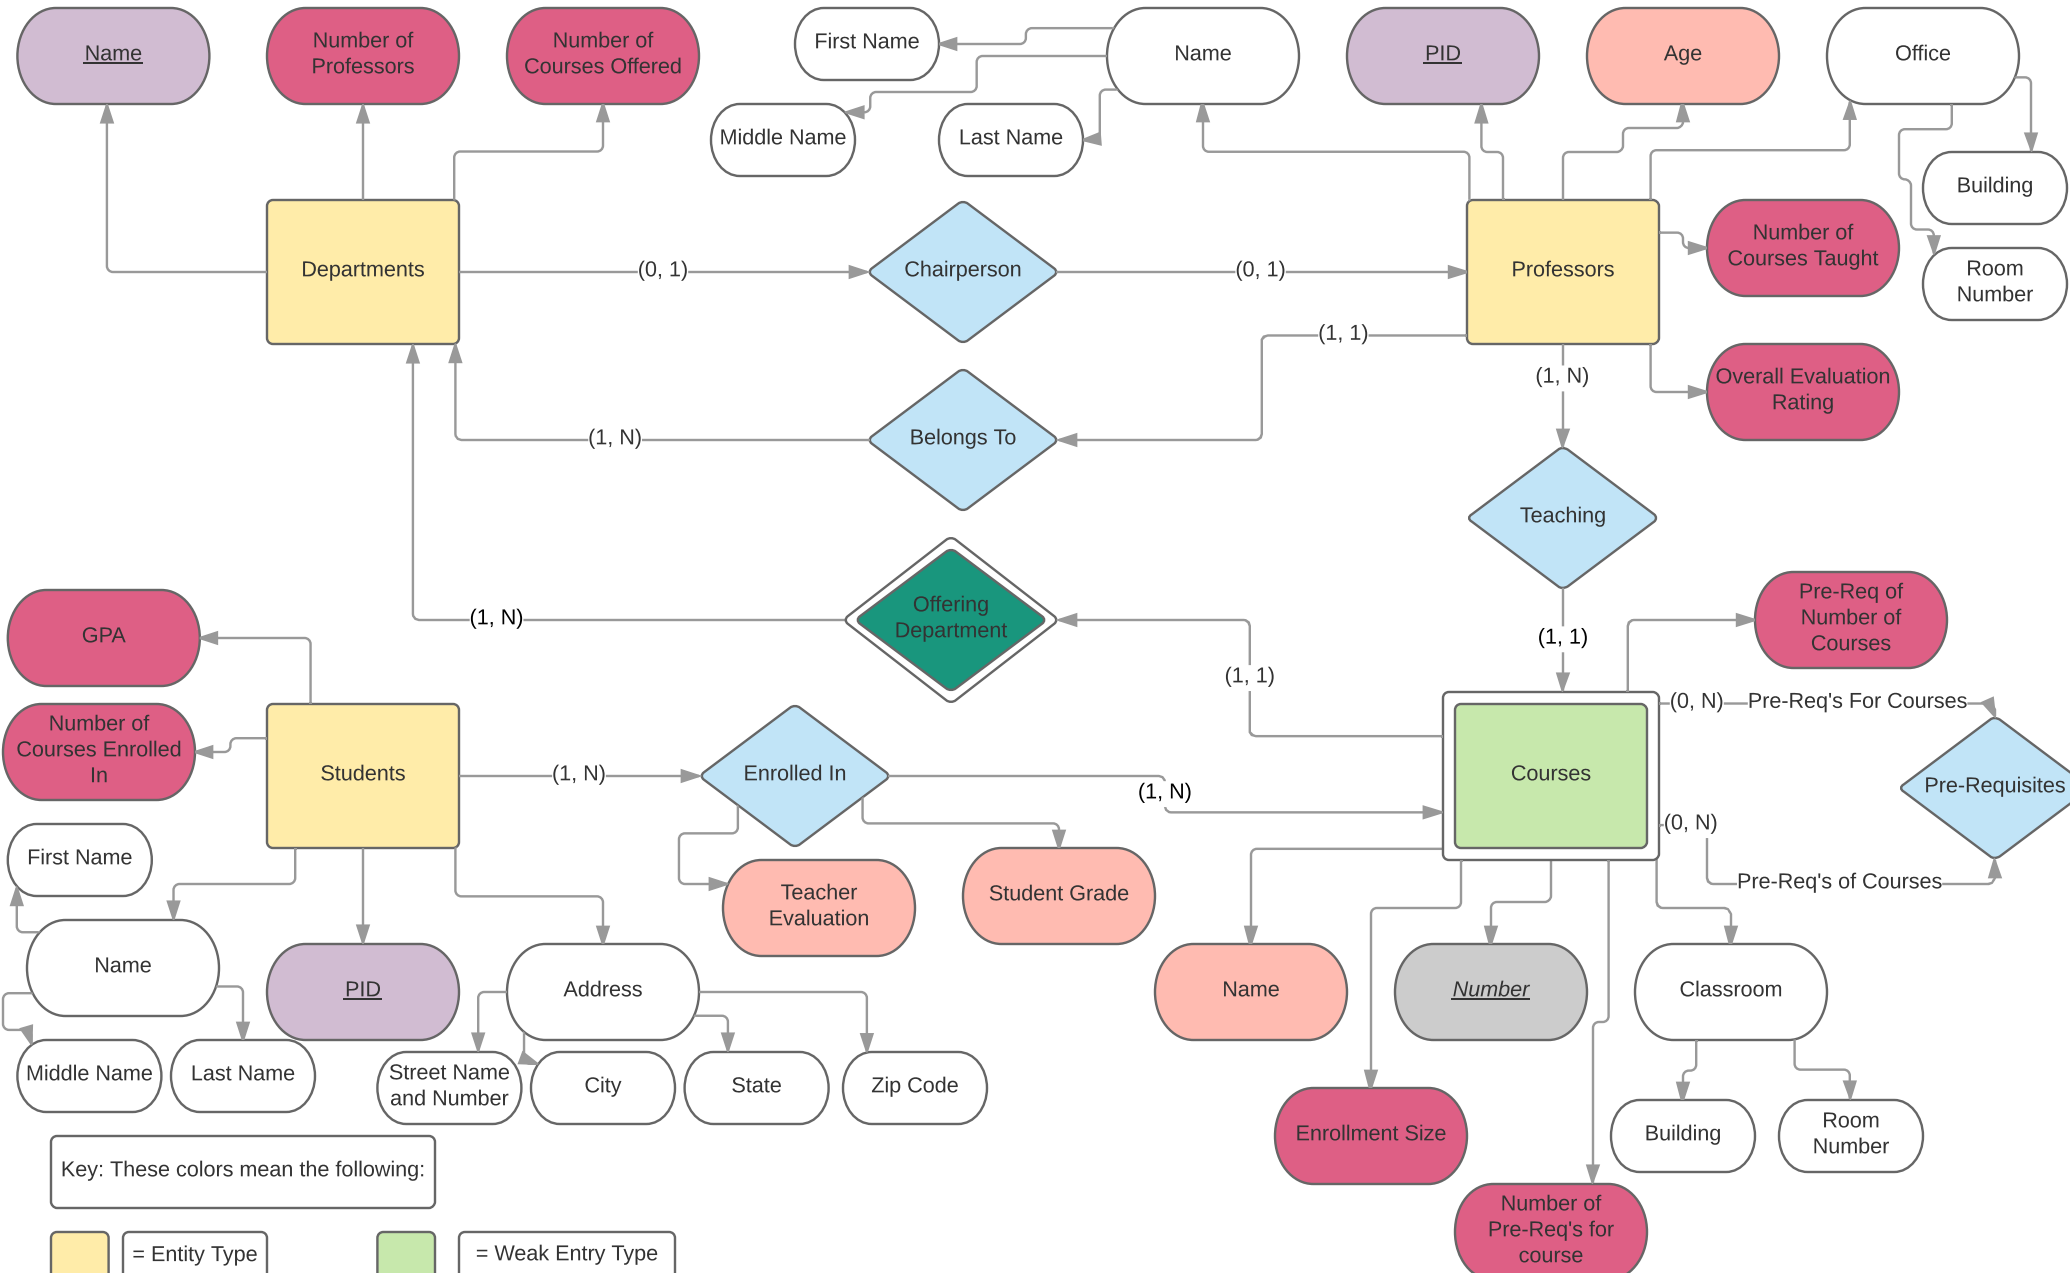 Name
Number of
Professors
Number of
Courses Offered
First Name
Middle Name
Last Name
Name
PID
Age
Office
Building
Room
Number
Departments
(0, 1)
Chairperson
(0, 1)
Professors
Number of
Courses Taught
(1, 1)
(1, N)
Overall Evaluation
Rating
(1, N)
Belongs To
Teaching
Offering
Department
(1, N)
(1, 1)
(1, 1)
Pre-Req of
Number of
Courses
GPA
Number of
Courses Enrolled
In
Students
(1, N)
Enrolled In
(1, N)
Courses
(0, N)
Pre-Req's For Courses
Pre-Requisites
(0, N)
Pre-Req's of Courses
First Name
Name
Middle Name
Last Name
PID
Address
Street Name
and Number
City
State
Zip Code
Teacher
Evaluation
Student Grade
Name
Number
Classroom
Enrollment Size
Building
Room
Number
Number of
Pre-Req's for
course
Key: These colors mean the following:
= Entity Type
= Weak Entry Type